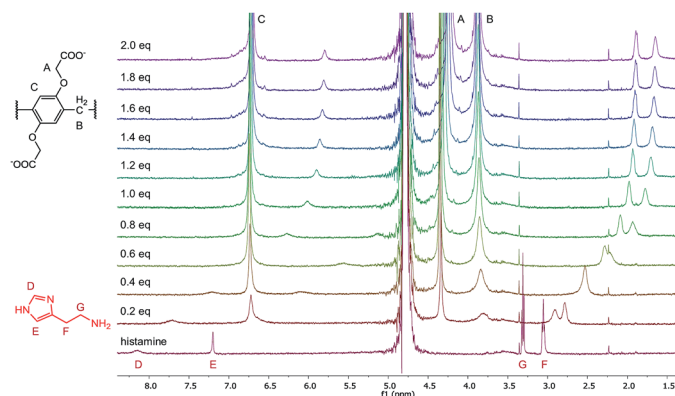 C
A
B
2.0 eq
1.8 eq
1.6 eq
1.4 eq
1.2 eq
1.0 eq
0.8 eq
0.6 eq
0.4 eq
0.2 eq
histamine
COO⁻
A
O
C
H₂
C
B
O
⁻OOC
D
N
G
HN
NH₂
E
F
D
E
G
F
8.0 7.5 7.0 6.5 6.0 5.5 5.0 4.5 4.0 3.5 3.0 2.5 2.0 1.5
f1 (ppm)